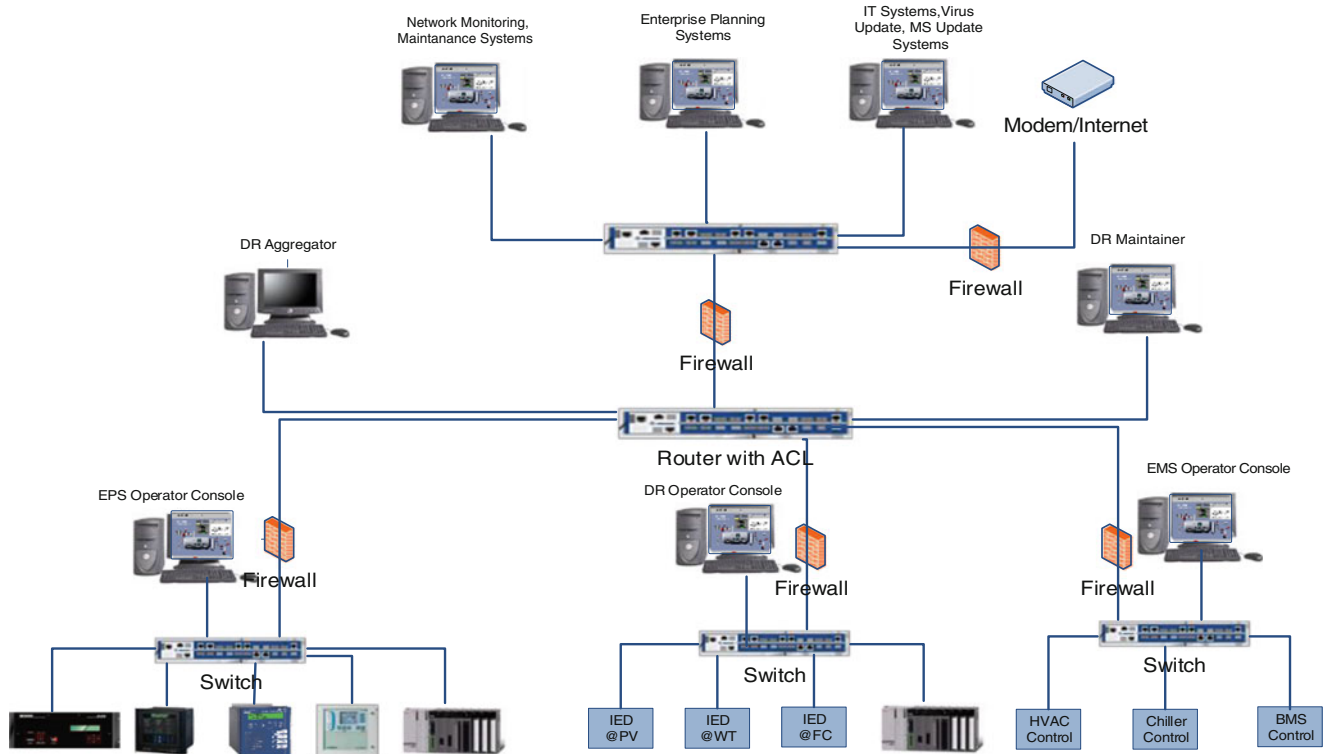 Network Monitoring,
Maintanance Systems
Enterprise Planning
Systems
IT Systems,Virus
Update, MS Update
Systems
Modem/Internet
DR Aggregator
Firewall
DR Maintainer
Firewall
Router with ACL
EPS Operator Console
DR Operator Console
EMS Operator Console
Firewall
Firewall
Firewall
Switch
Switch
Switch
IED
@PV
IED
@WT
IED
@FC
HVAC
Control
Chiller
Control
BMS
Control